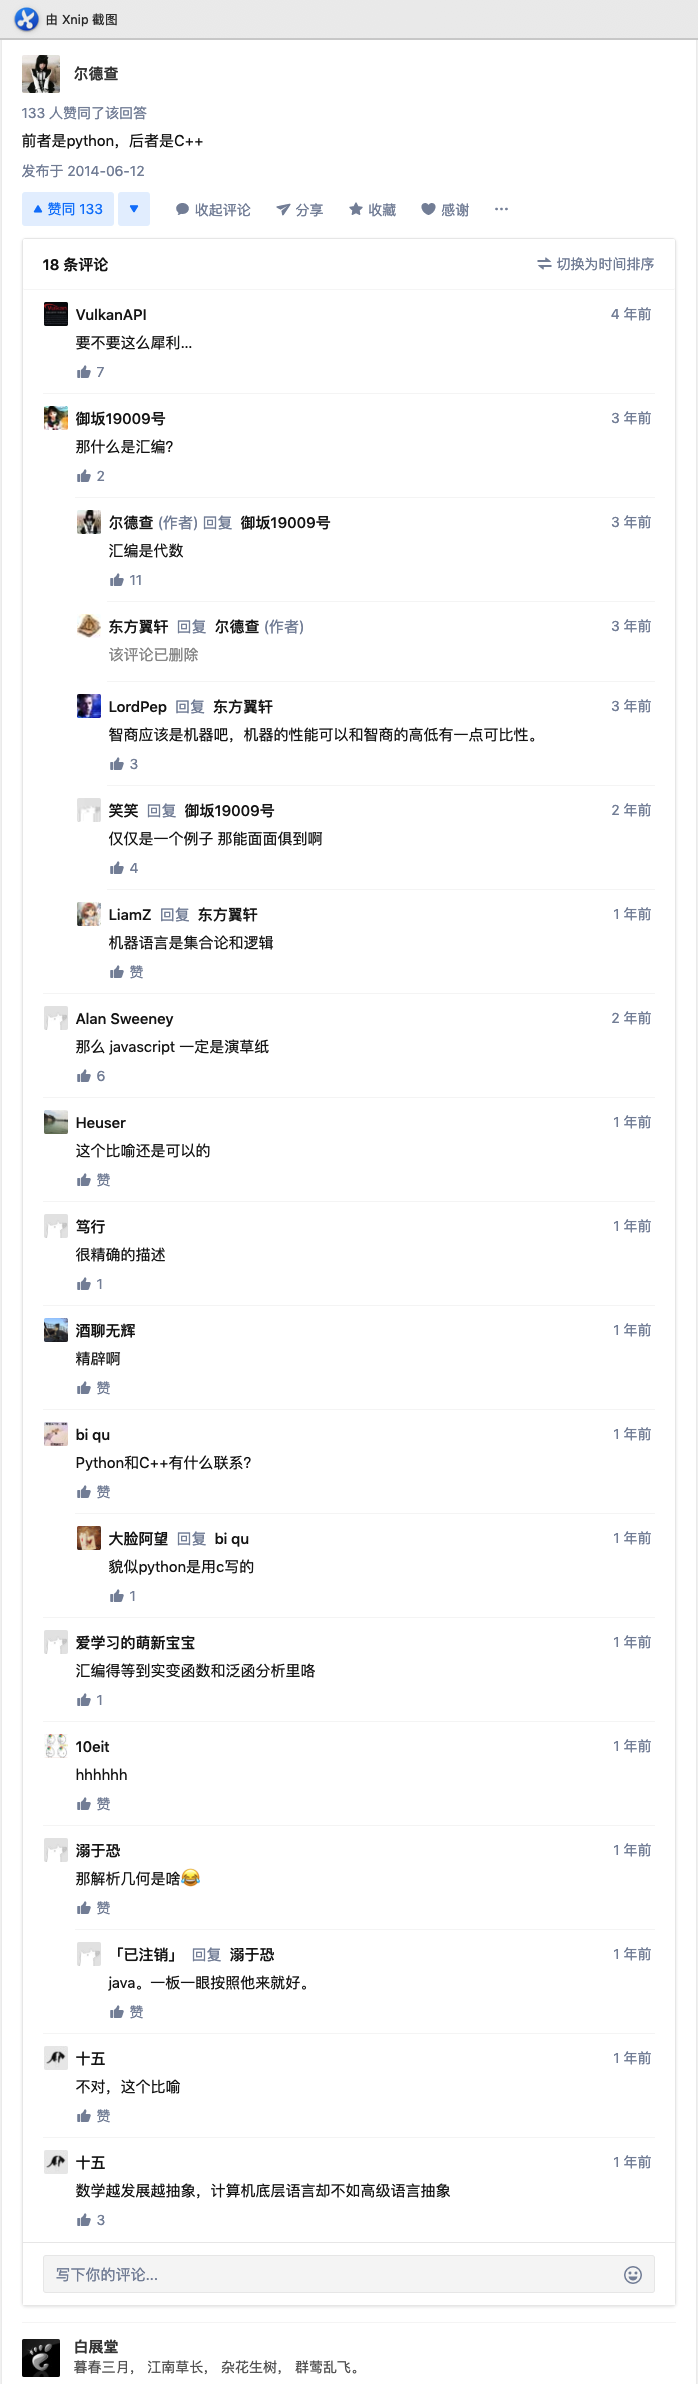 由 Xnip 截图
尔德查
133 人赞同了该回答
前者是python，后者是C++
发布于 2014-06-12
赞同 133 收起评论 分享 收藏 感谢 ···
18 条评论 切换为时间排序
VulkanAPI 4 年前
要不要这么犀利...
7
御坂19009号 3 年前
那什么是汇编?
2
尔德查 (作者) 回复 御坂19009号 3 年前
汇编是代数
11
东方翼轩 回复 尔德查 (作者) 3 年前
该评论已删除
LordPep 回复 东方翼轩 3 年前
智商应该是机器吧，机器的性能可以和智商的高低有一点可比性。
3
笑笑 回复 御坂19009号 2 年前
仅仅是一个例子 那能面面俱到啊
4
LiamZ 回复 东方翼轩 1 年前
机器语言是集合论和逻辑
赞
Alan Sweeney 2 年前
那么 javascript 一定是演草纸
6
Heuser 1 年前
这个比喻还是可以的
赞
笃行 1 年前
很精确的描述
1
酒聊无辉 1 年前
精辟啊
赞
bi qu 1 年前
Python和C++有什么联系?
赞
大脸阿望 回复 bi qu 1 年前
貌似python是用c写的
1
爱学习的萌新宝宝 1 年前
汇编得等到实变函数和泛函分析里咯
1
10eit 1 年前
hhhhhh
赞
溺于恐 1 年前
那解析几何是啥😂
赞
「已注销」 回复 溺于恐 1 年前
java。一板一眼按照他来就好。
赞
十五 1 年前
不对，这个比喻
赞
十五 1 年前
数学越发展越抽象，计算机底层语言却不如高级语言抽象
3
写下你的评论...
白展堂
暮春三月， 江南草长， 杂花生树， 群莺乱飞。